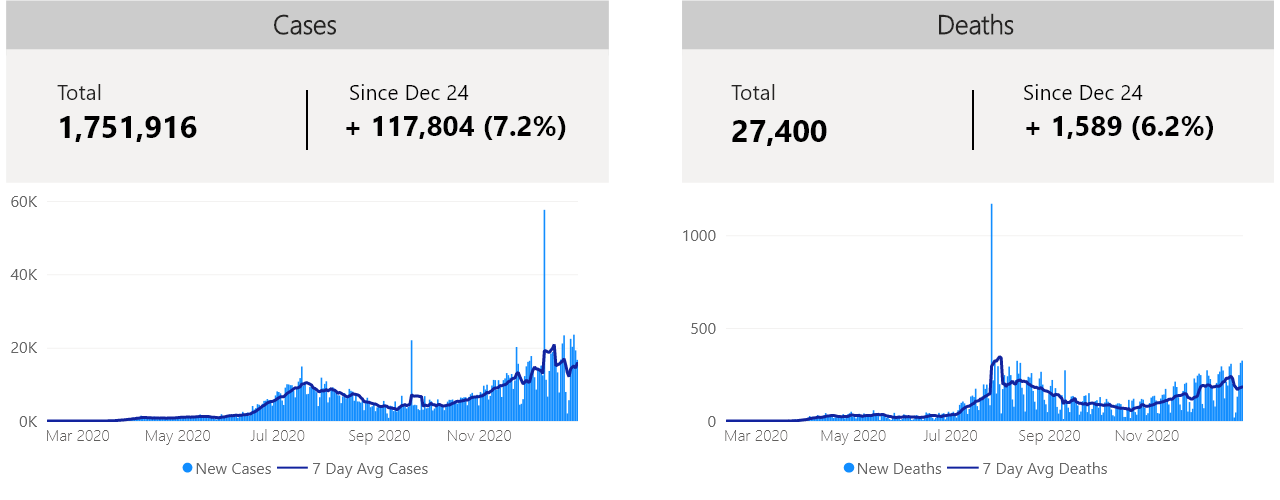 Cases
Total
1,751,916
Since Dec 24
+ 117,804 (7.2%)
60K
40K
20K
0K
Mar 2020 May 2020 Jul 2020 Sep 2020 Nov 2020
New Cases 7 Day Avg Cases
Deaths
Total
27,400
Since Dec 24
+ 1,589 (6.2%)
1000
500
0
Mar 2020 May 2020 Jul 2020 Sep 2020 Nov 2020
New Deaths 7 Day Avg Deaths